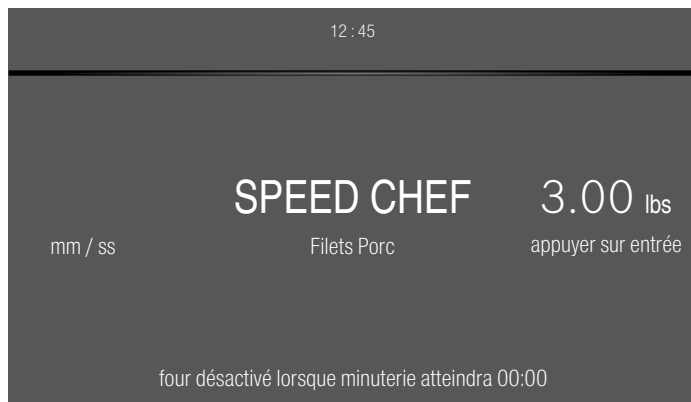 12 : 45
SPEED CHEF 3.00 lbs
mm / ss Filets Porc appuyer sur entrée
four désactivé lorsque minuterie atteindra 00:00